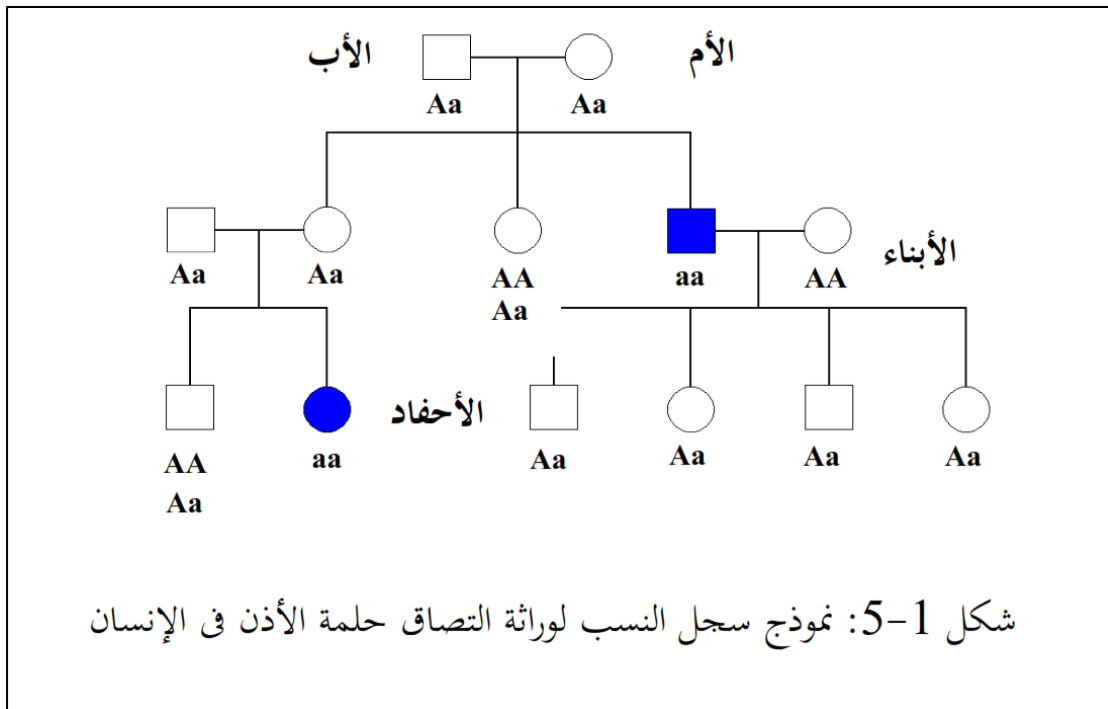 الأم
الأب
Aa Aa
Aa Aa AA aa AA
الأبناء
Aa
الأحفاد
AA aa Aa Aa Aa Aa
Aa
شكل 1-5: نموذج سجل النسب لوراثة التصاق حلمة الأذن فى الإنسان